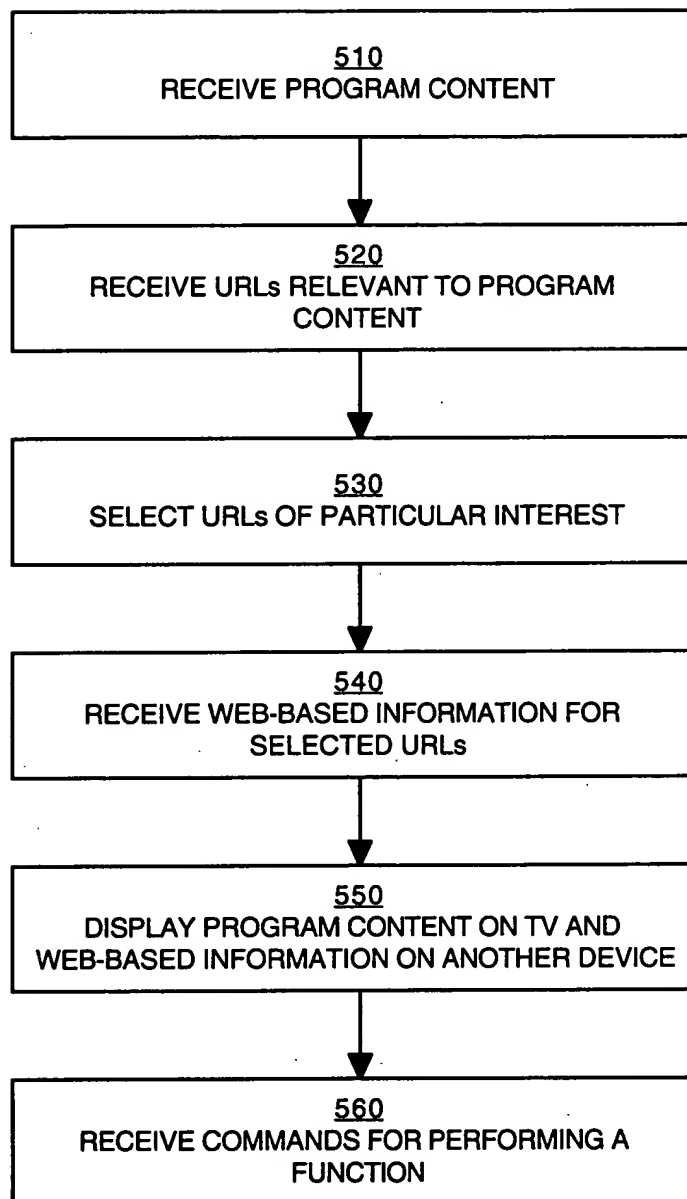 510
RECEIVE PROGRAM CONTENT
520
RECEIVE URLs RELEVANT TO PROGRAM
CONTENT
530
SELECT URLs OF PARTICULAR INTEREST
540
RECEIVE WEB-BASED INFORMATION FOR
SELECTED URLs
550
DISPLAY PROGRAM CONTENT ON TV AND
WEB-BASED INFORMATION ON ANOTHER DEVICE
560
RECEIVE COMMANDS FOR PERFORMING A
FUNCTION